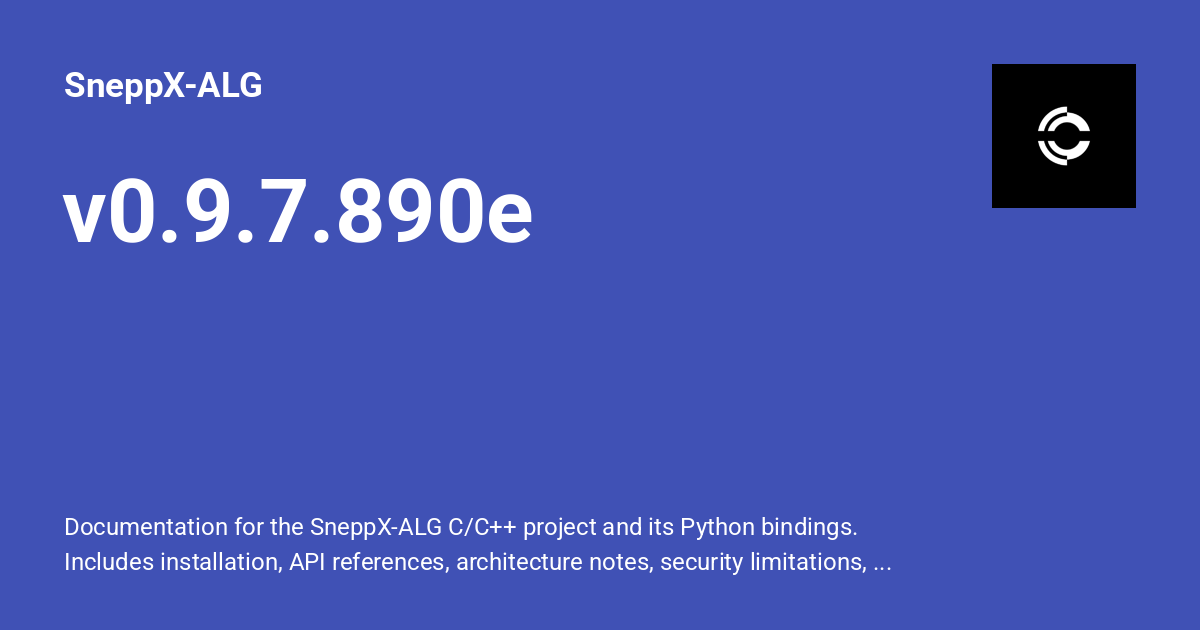 SneppX-ALG
v0.9.7.890e
Documentation for the SneppX-ALG C/C++ project and its Python bindings.
Includes installation, API references, architecture notes, security limitations, ...